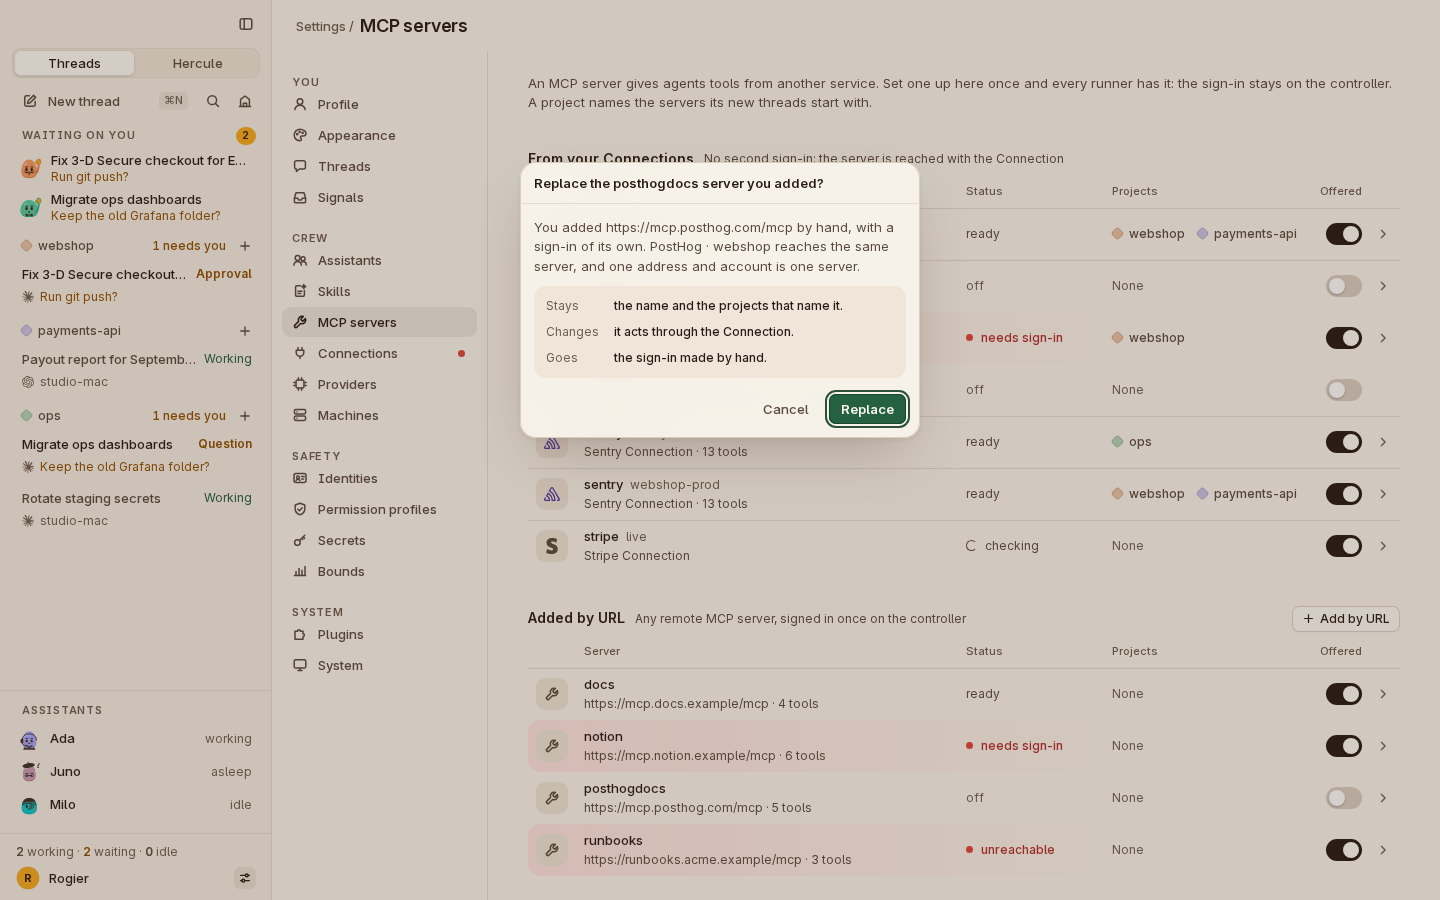 Threads
Hercule
New thread
⌘N
WAITING ON YOU
2
Fix 3-D Secure checkout for E…
Run git push?
Migrate ops dashboards
Keep the old Grafana folder?
webshop
1 needs you
Fix 3-D Secure checkout…
Approval
Run git push?
payments-api
Payout report for Septemb…
Working
studio-mac
ops
1 needs you
Migrate ops dashboards
Question
Keep the old Grafana folder?
Rotate staging secrets
Working
studio-mac
ASSISTANTS
Ada
working
Juno
asleep
Milo
idle
2 working · 2 waiting · 0 idle
R
Rogier
Settings / MCP servers
YOU
Profile
Appearance
Threads
Signals
CREW
Assistants
Skills
MCP servers
Connections
Providers
Machines
SAFETY
Identities
Permission profiles
Secrets
Bounds
SYSTEM
Plugins
System
An MCP server gives agents tools from another service. Set one up here once and every runner has it: the sign-in stays on the controller.
A project names the servers its new threads start with.
From your Connections
No second sign-in: the server is reached with the Connection
Status
Projects
Offered
ready
webshop
payments-api
off
None
needs sign-in
webshop
off
None
ready
ops
Sentry Connection · 13 tools
sentry
webshop-prod
Sentry Connection · 13 tools
ready
webshop
payments-api
stripe
live
Stripe Connection
checking
None
Replace the posthogdocs server you added?
You added https://mcp.posthog.com/mcp by hand, with a
sign-in of its own. PostHog · webshop reaches the same
server, and one address and account is one server.
Stays
the name and the projects that name it.
Changes
it acts through the Connection.
Goes
the sign-in made by hand.
Cancel
Replace
Added by URL
Any remote MCP server, signed in once on the controller
Add by URL
Server
Status
Projects
Offered
docs
https://mcp.docs.example/mcp · 4 tools
ready
None
notion
https://mcp.notion.example/mcp · 6 tools
needs sign-in
None
posthogdocs
https://mcp.posthog.com/mcp · 5 tools
off
None
runbooks
https://runbooks.acme.example/mcp · 3 tools
unreachable
None